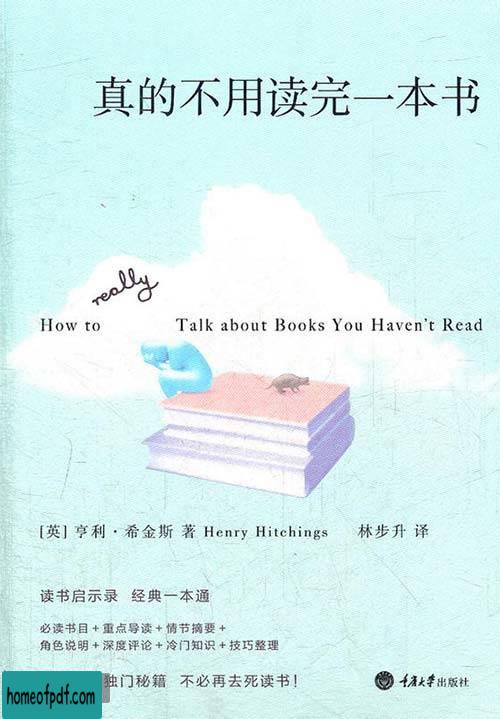 真的不用读完一本书
really
How to Talk about Books You Haven't Read
[英] 亨利·希金斯 著 Henry Hitchings 林步升 译
读书启示录 经典一本通
必读书目+重点导读+情节摘要+
角色说明+深度评论+冷门知识+技巧整理
独门秘籍 不必再去死读书!
重庆大学出版社
homeofpdf.com